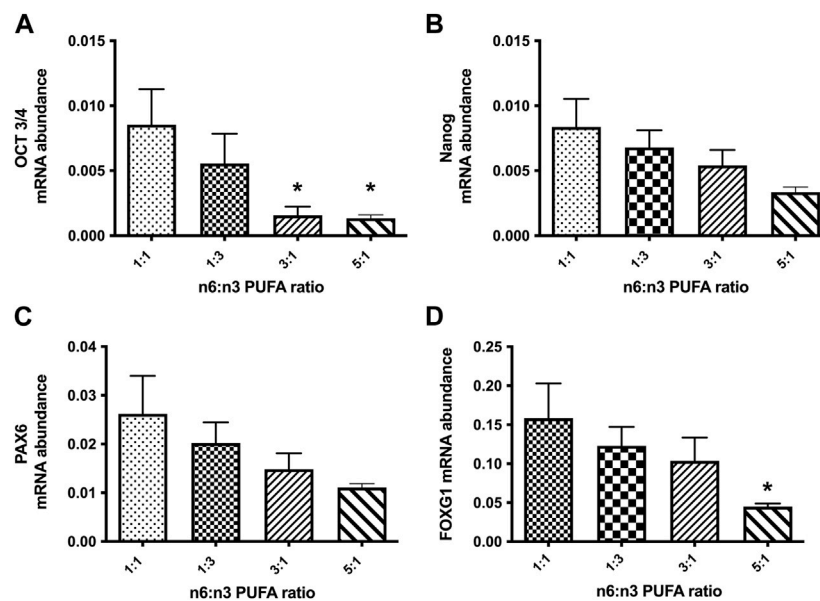 A
OCT 3/4
mRNA abundance
0.015
0.010
0.005
0.000
*
*
1:1
1:3
3:1
5:1
n6:n3 PUFA ratio
B
Nanog
mRNA abundance
0.015
0.010
0.005
0.000
1:1
1:3
3:1
5:1
n6:n3 PUFA ratio
C
PAX6
mRNA abundance
0.04
0.03
0.02
0.01
0.00
1:1
1:3
3:1
5:1
n6:n3 PUFA ratio
D
FOXG1 mRNA abundance
0.25
0.20
0.15
0.10
0.05
0.00
*
1:1
1:3
3:1
5:1
n6:n3 PUFA ratio